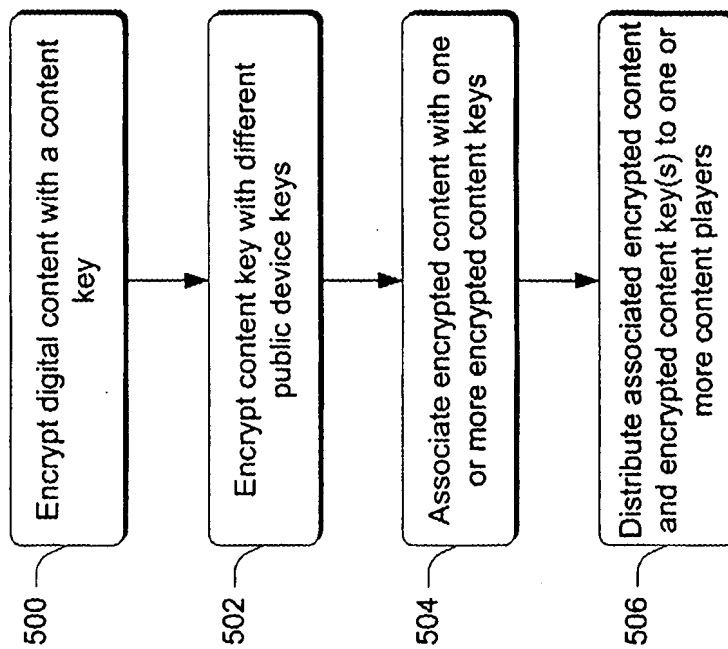 500
Encrypt digital content with a content
key
502
Encrypt content key with different
public device keys
504
Associate encrypted content with one
or more encrypted content keys
506
Distribute associated encrypted content
and encrypted content key(s) to one or
more content players